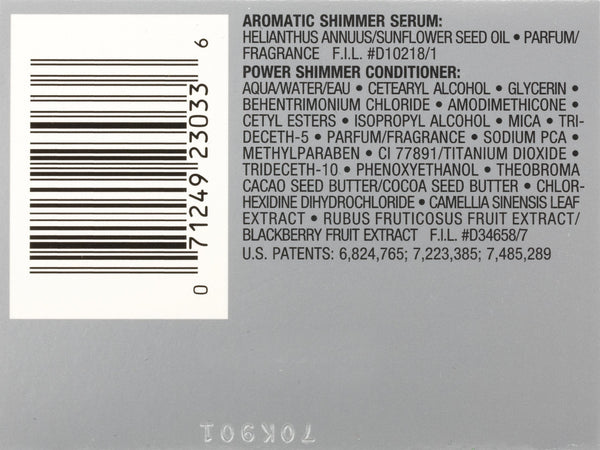 AROMATIC SHIMMER SERUM:
HELIANTHUS ANNUUS/SUNFLOWER SEED OIL • PARFUM/
FRAGRANCE F.I.L. #D10218/1
POWER SHIMMER CONDITIONER:
AQUA/WATER/EAU • CETEARYL ALCOHOL • GLYCERIN •
BEHENTRIMONIUM CHLORIDE • AMODIMETHICONE •
CETYL ESTERS • ISOPROPYL ALCOHOL • MICA • TRI-
DECETH-5 • PARFUM/FRAGRANCE • SODIUM PCA •
METHYLPARABEN • CI 77891/TITANIUM DIOXIDE •
TRIDECETH-10 • PHENOXYETHANOL • THEOBROMA
CACAO SEED BUTTER/COCOA SEED BUTTER • CHLOR-
HEXIDINE DIHYDROCHLORIDE • CAMELLIA SINENSIS LEAF
EXTRACT • RUBUS FRUTICOSUS FRUIT EXTRACT/
BLACKBERRY FRUIT EXTRACT F.I.L. #D34658/7
U.S. PATENTS: 6,824,765; 7,223,385; 7,485,289
0 71249 23033 6
70K901